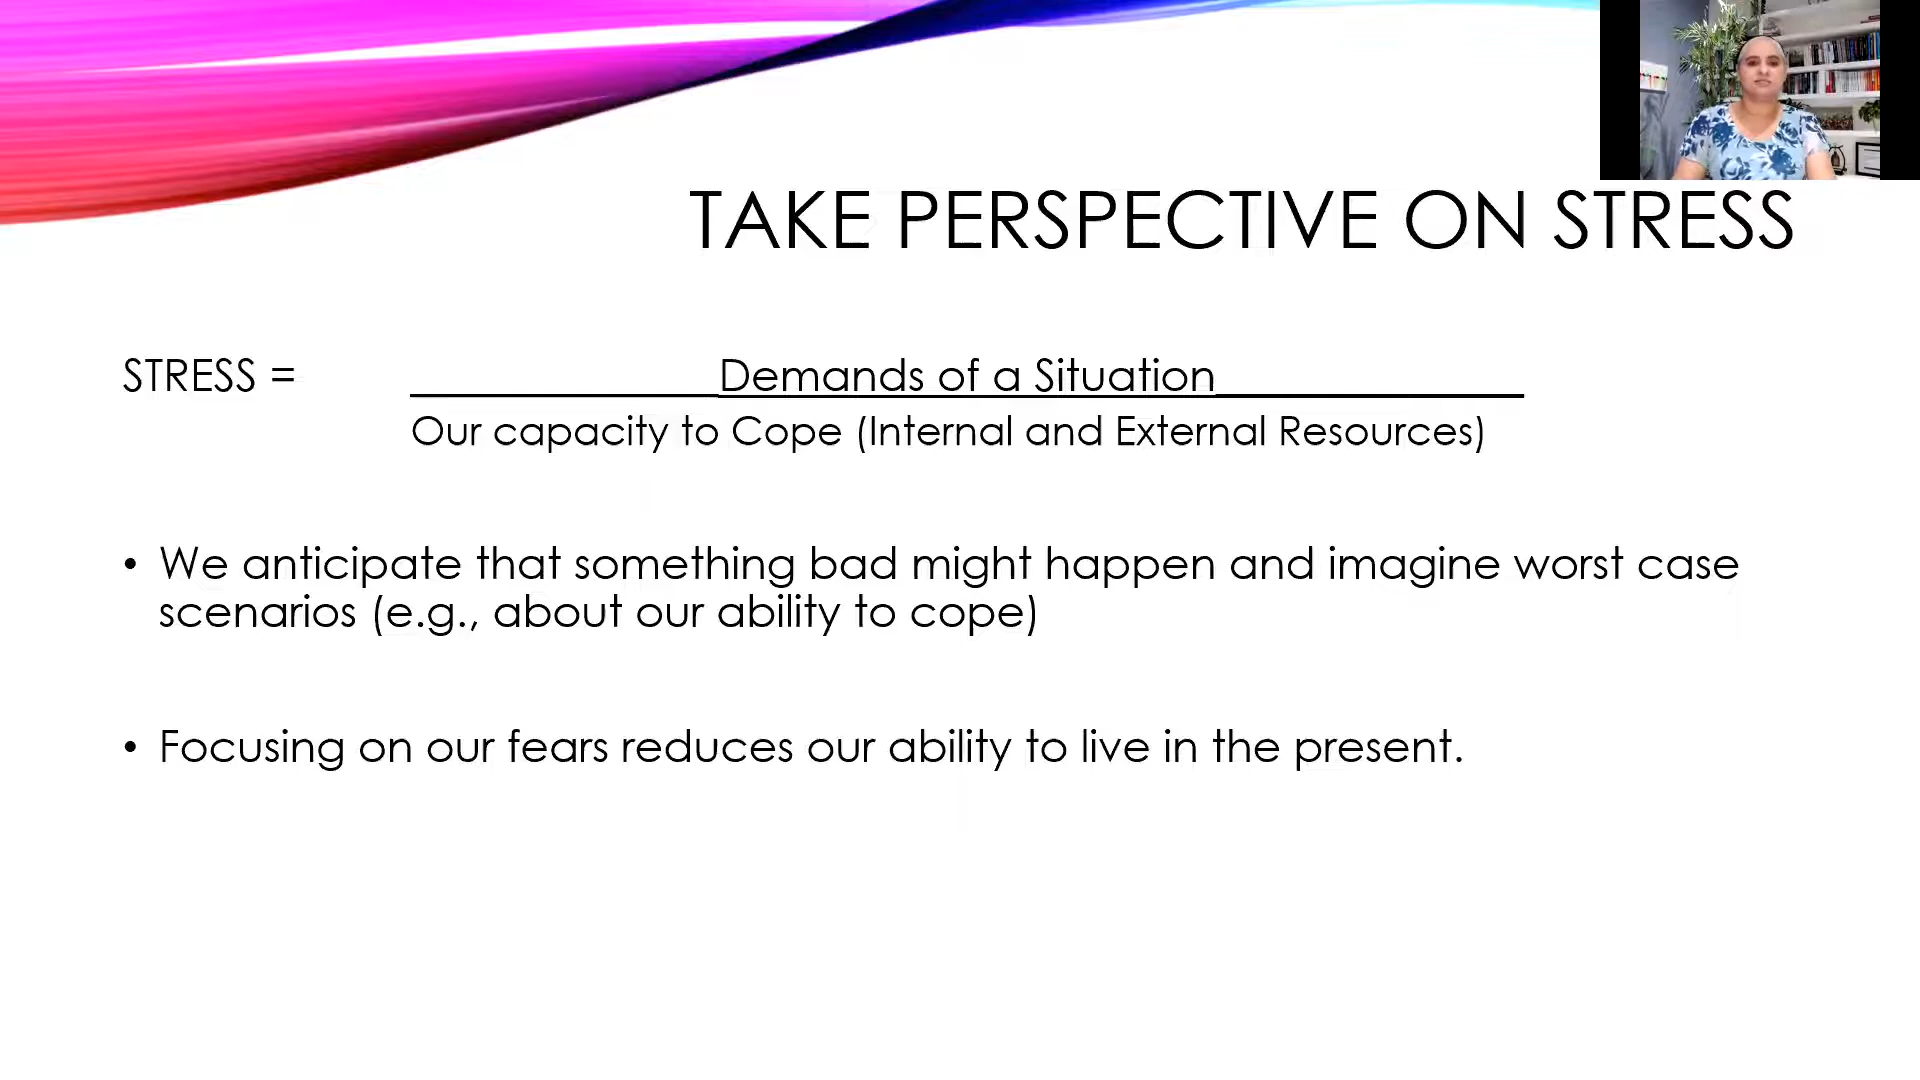 TAKE PERSPECTIVE ON STRESS
STRESS = Demands of a Situation
Our capacity to Cope (Internal and External Resources)
• We anticipate that something bad might happen and imagine worst case
scenarios (e.g., about our ability to cope)
• Focusing on our fears reduces our ability to live in the present.